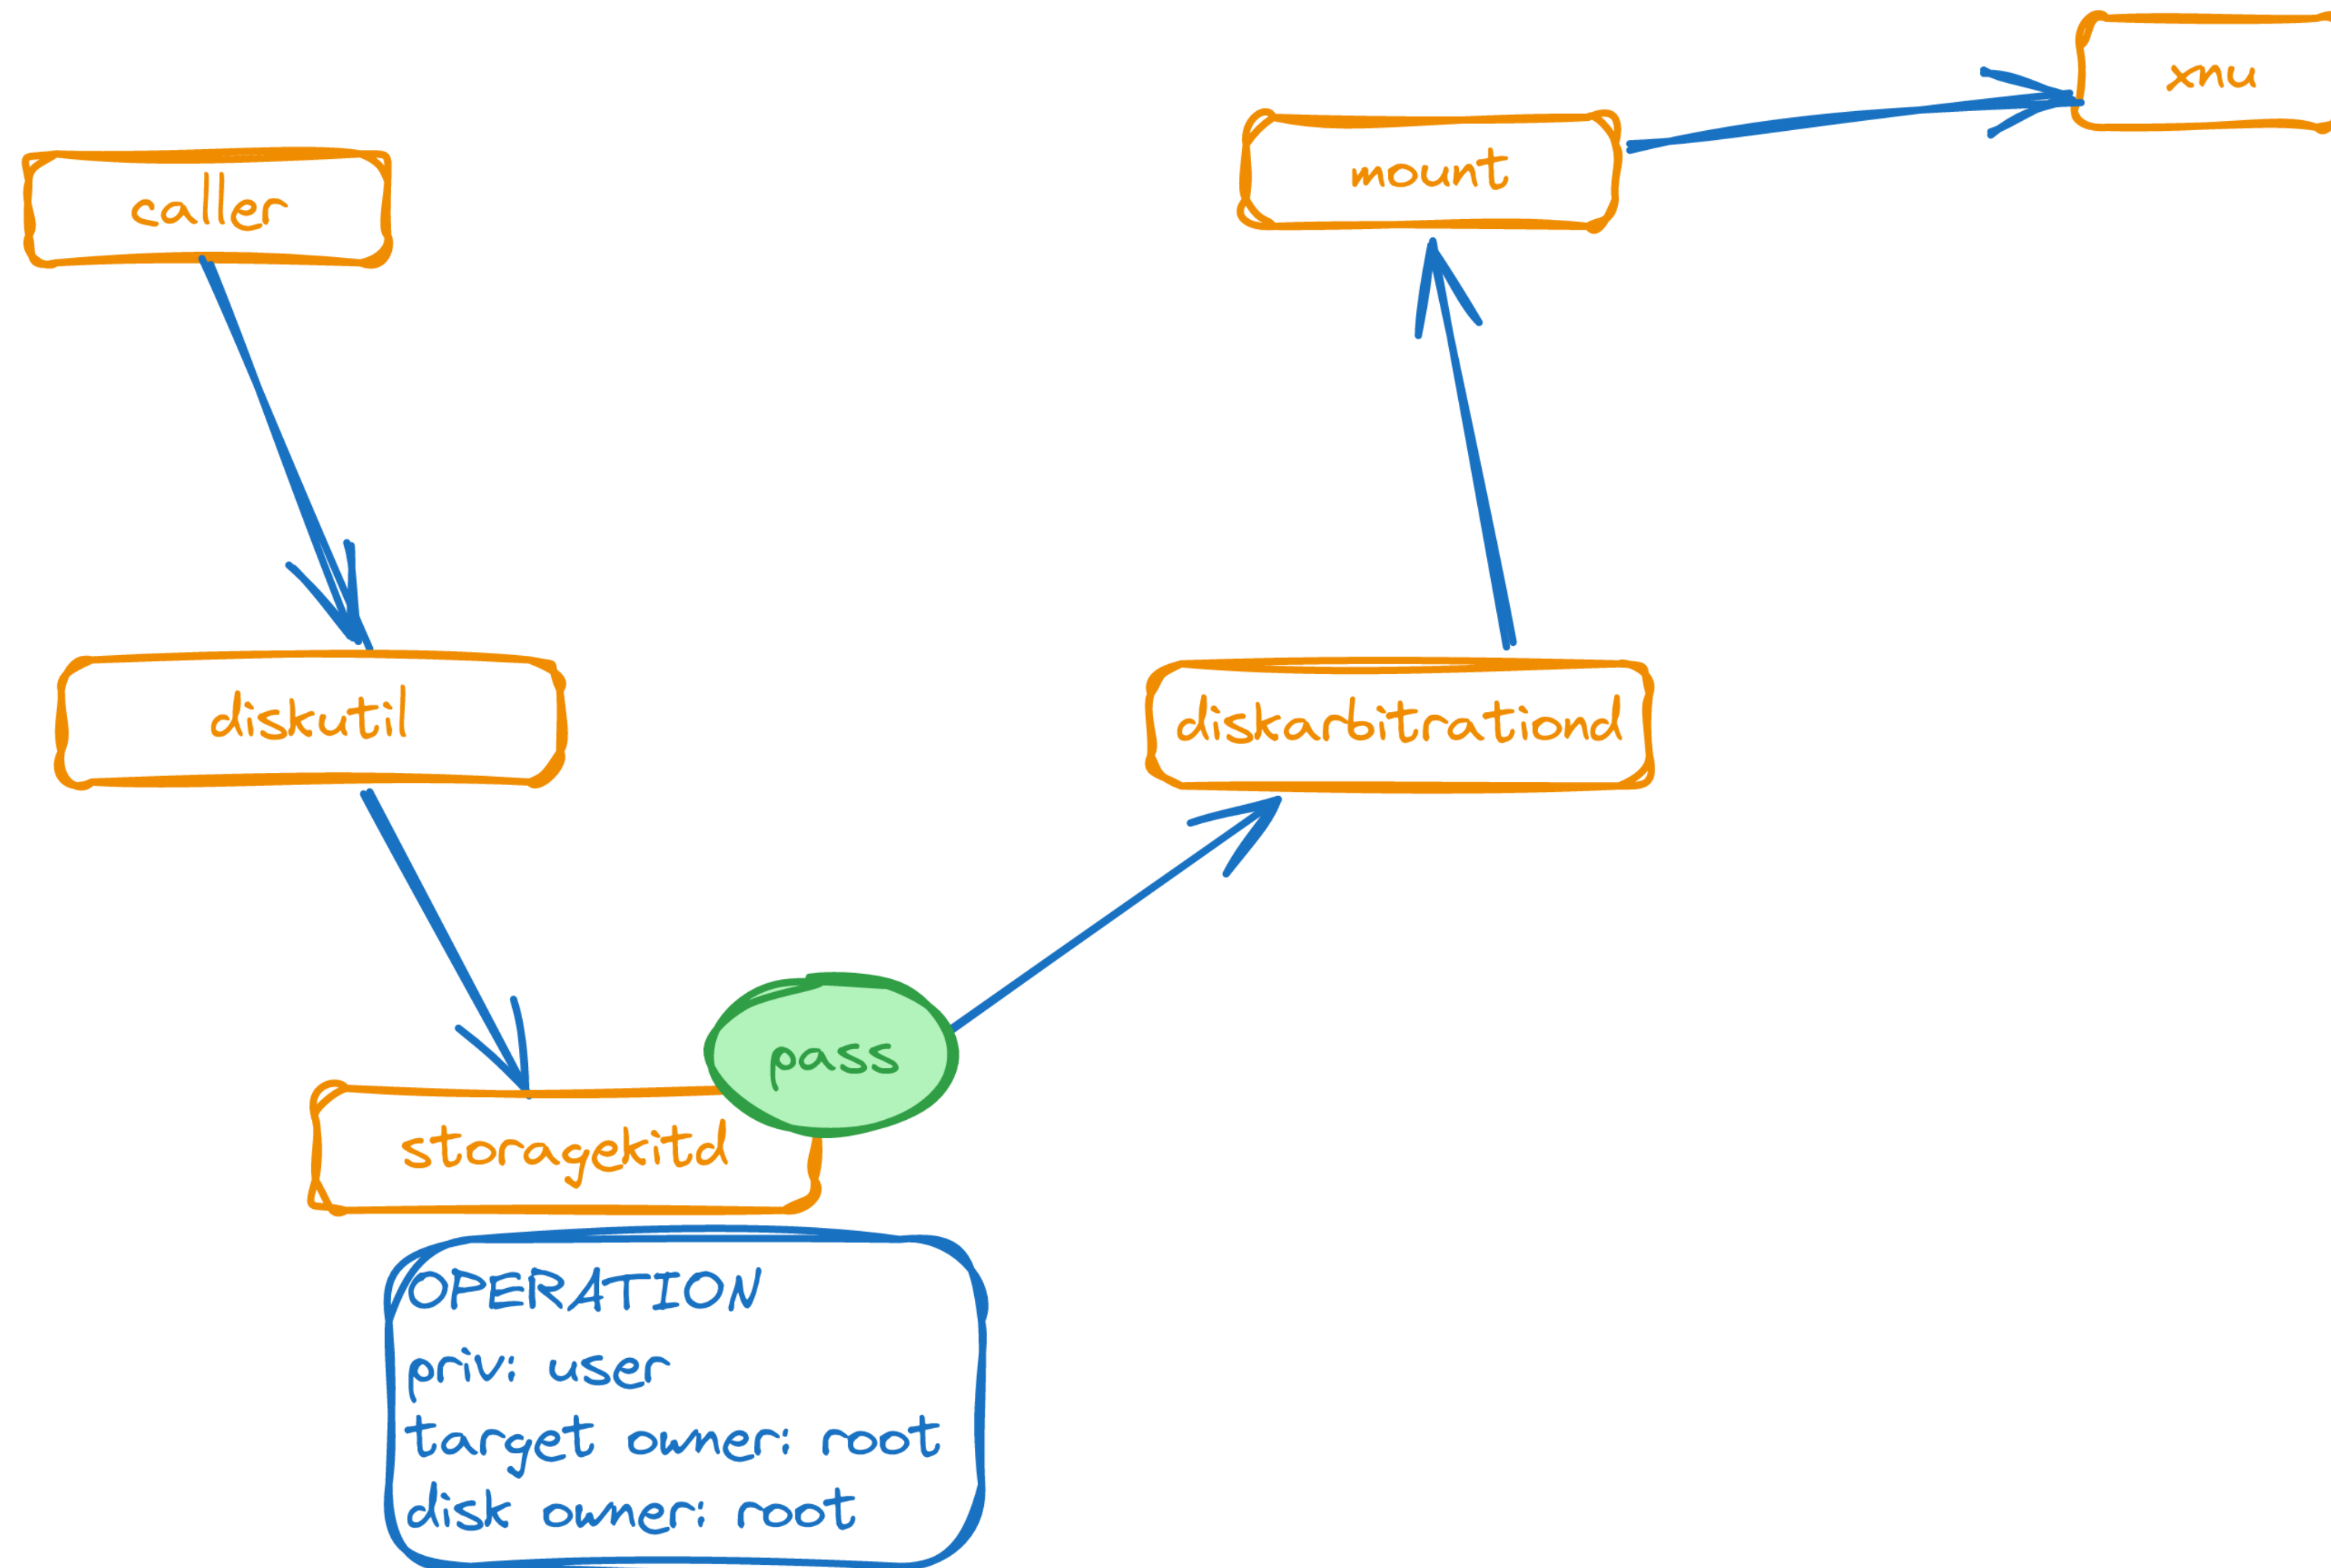 xnu
mount
caller
diskutil
diskarbitrationd
pass
storagekitd
OPERATION
priv: user
target owner: root
disk owner: root